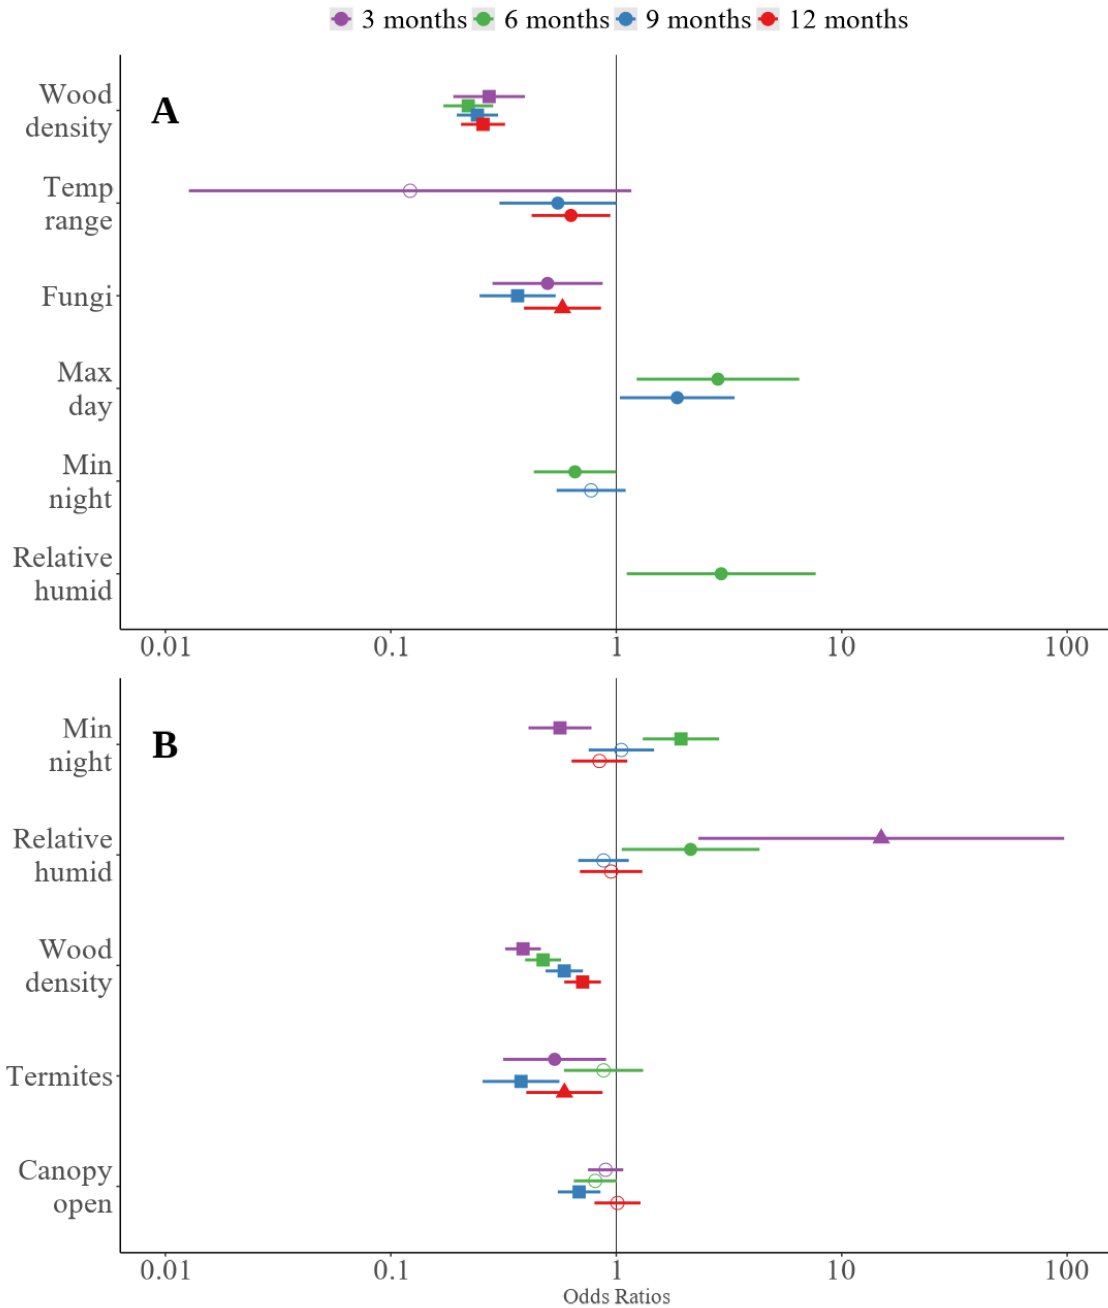 3 months 6 months 9 months 12 months
A
Wood
density
Temp
range
Fungi
Max
day
Min
night
Relative
humid
0.01 0.1 1 10 100
B
Min
night
Relative
humid
Wood
density
Termites
Canopy
open
0.01 0.1 1 10 100
Odds Ratios